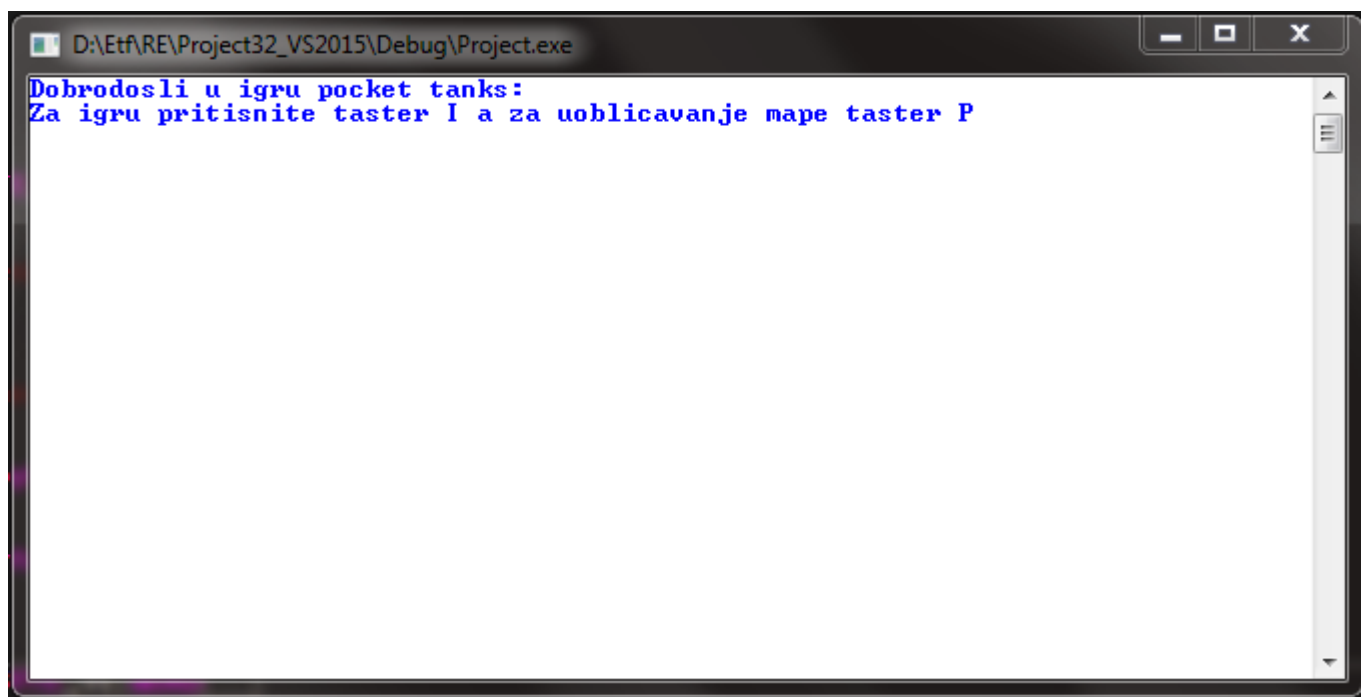 D:\Etf\RE\Project32_VS2015\Debug\Project.exe
Dobrodosli u igru pocket tanks:
Za igru pritisnite taster I a za uoblicavanje mape taster P